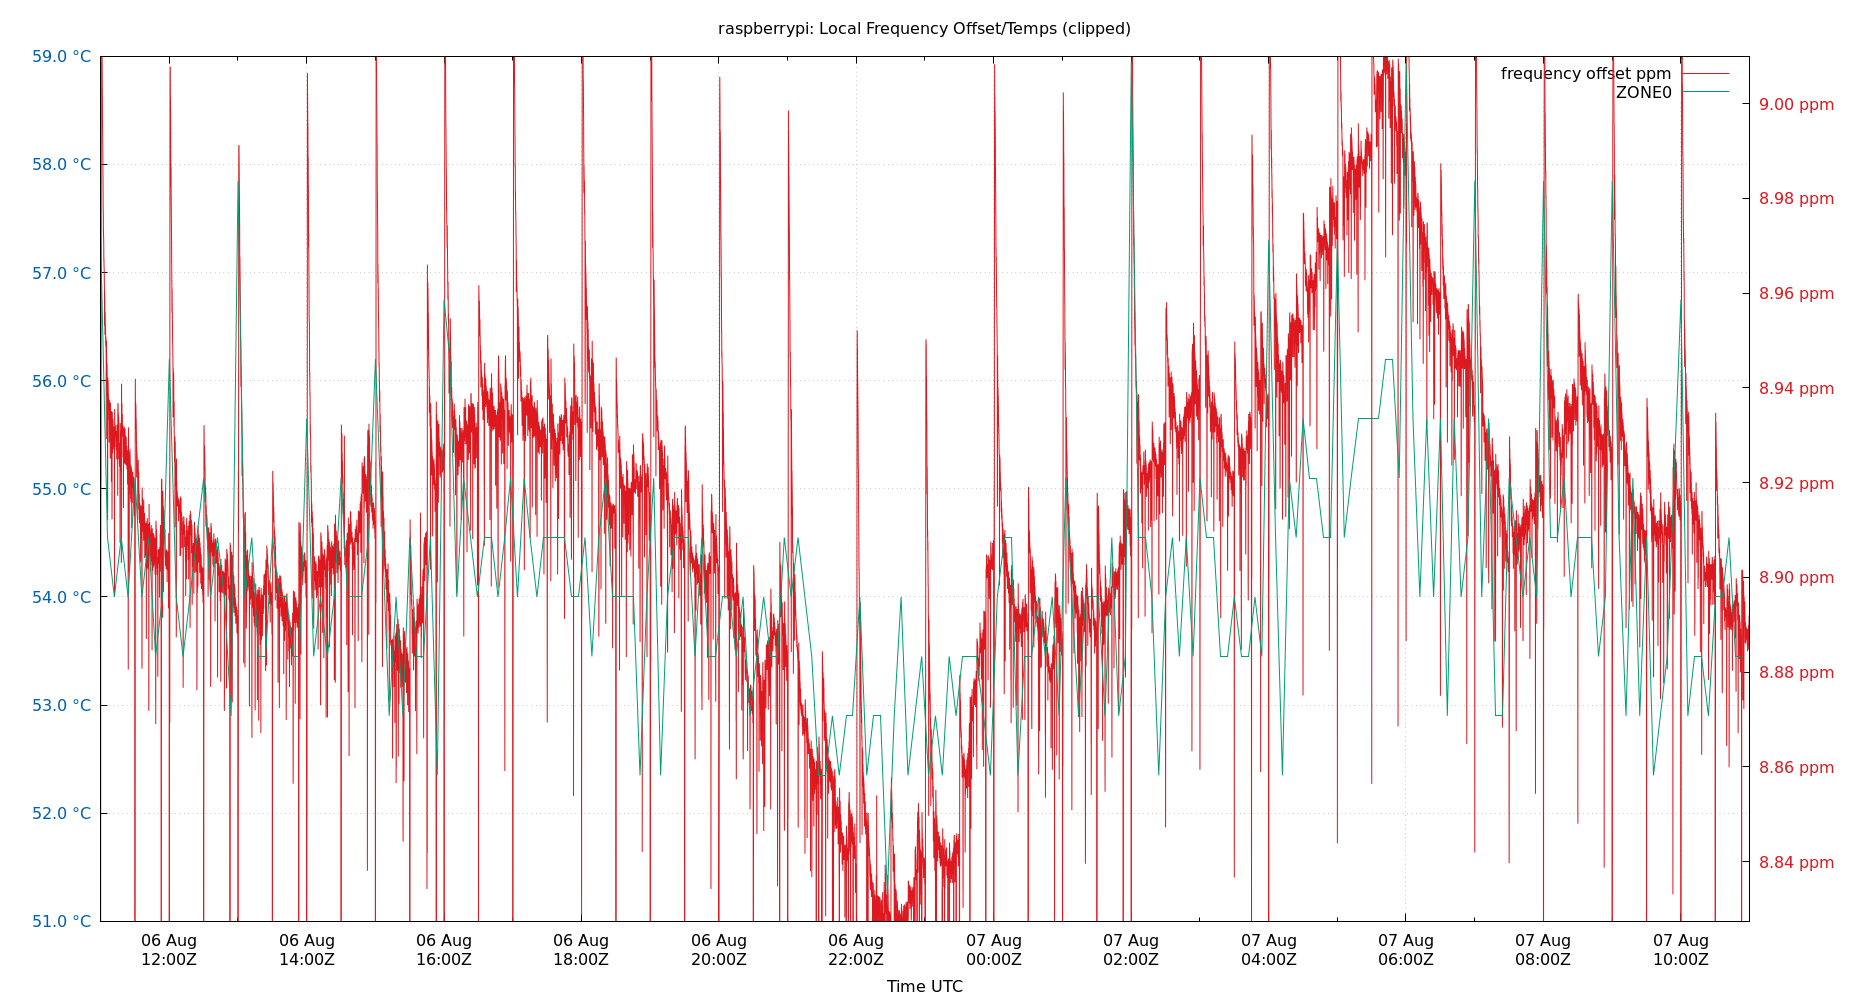 raspberrypi: Local Frequency Offset/Temps (clipped)
frequency offset ppm
ZONE0
59.0 °C
58.0 °C
57.0 °C
56.0 °C
55.0 °C
54.0 °C
53.0 °C
52.0 °C
51.0 °C
9.00 ppm
8.98 ppm
8.96 ppm
8.94 ppm
8.92 ppm
8.90 ppm
8.88 ppm
8.86 ppm
8.84 ppm
06 Aug 06 Aug 06 Aug 06 Aug 06 Aug 06 Aug 07 Aug 07 Aug 07 Aug 07 Aug 07 Aug 07 Aug
12:00Z 14:00Z 16:00Z 18:00Z 20:00Z 22:00Z 00:00Z 02:00Z 04:00Z 06:00Z 08:00Z 10:00Z
Time UTC